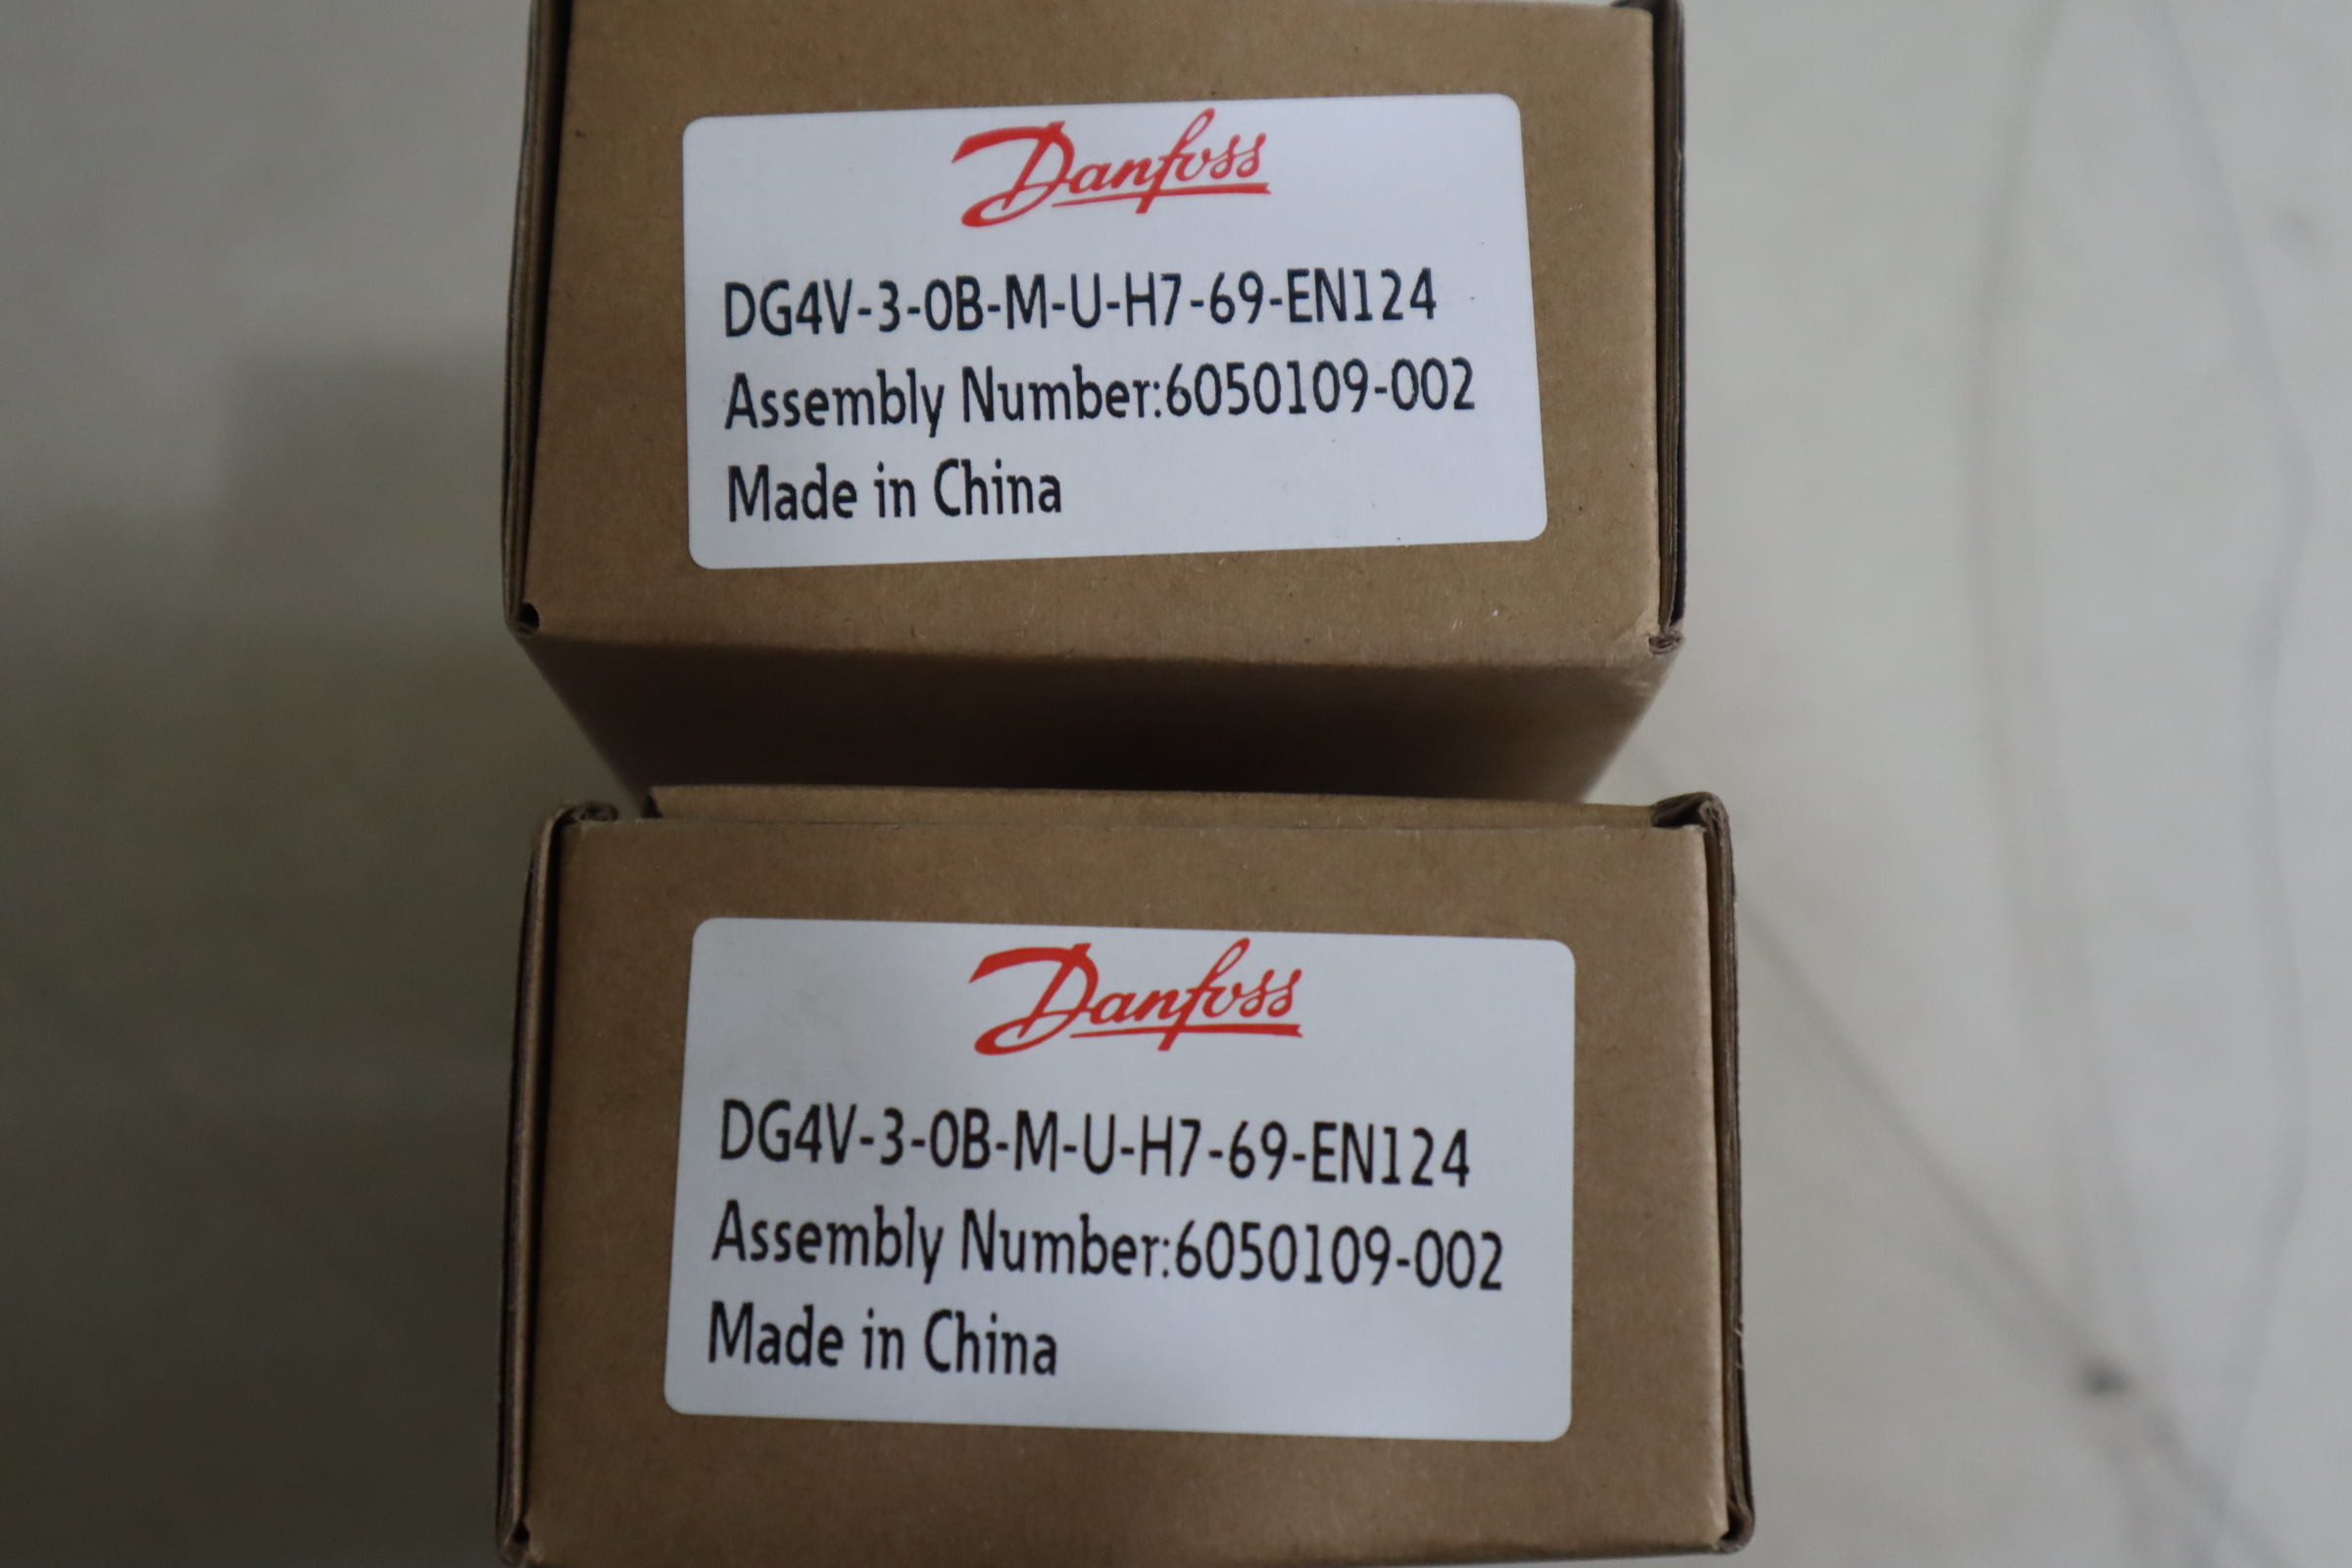 Danfoss
DG4V-3-0B-M-U-H7-69-EN124
Assembly Number:6050109-002
Made in China
Danfoss
DG4V-3-0B-M-U-H7-69-EN124
Assembly Number:6050109-002
Made in China